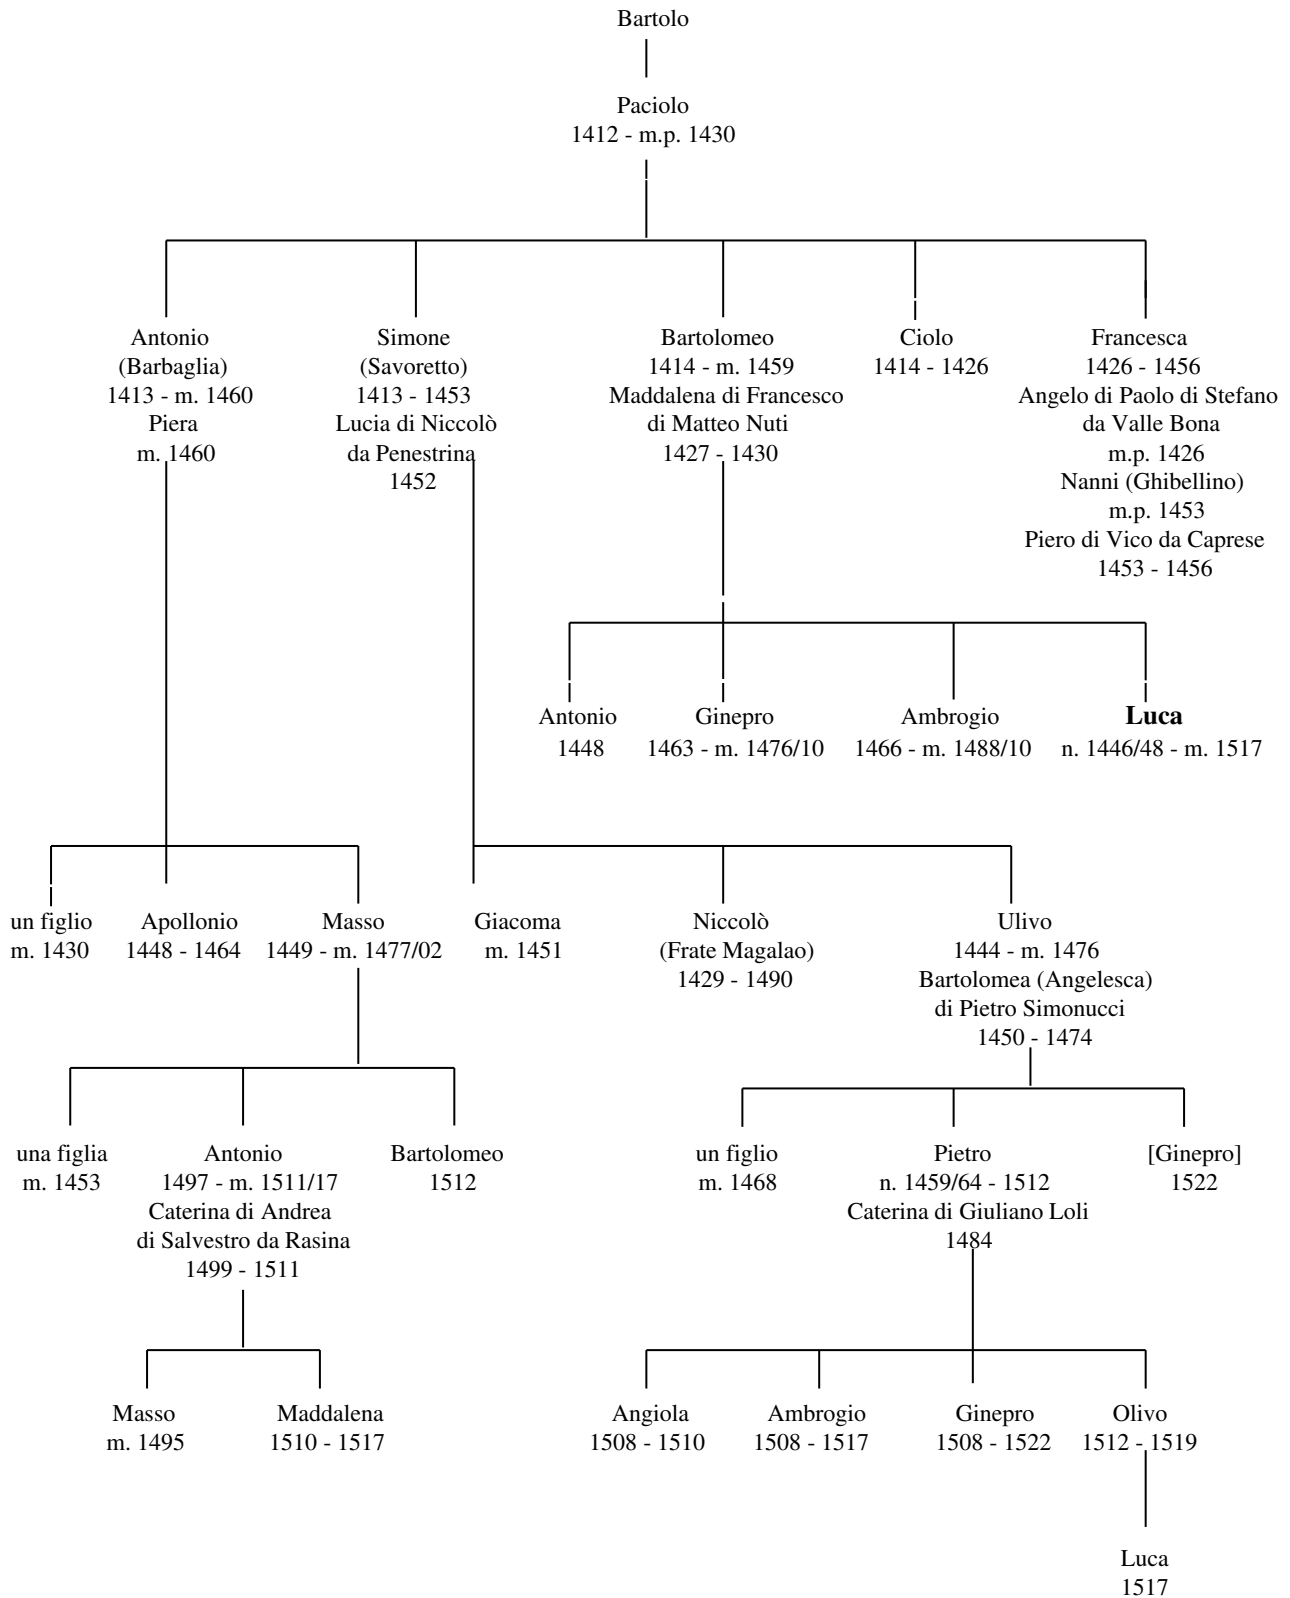 Bartolo
Paciolo
1412 - m.p. 1430
Antonio
(Barbaglia)
1413 - m. 1460
Piera
m. 1460
Simone
(Savoretto)
1413 - 1453
Lucia di Niccolò
da Penestrina
1452
Bartolomeo
1414 - m. 1459
Maddalena di Francesco
di Matteo Nuti
1427 - 1430
Ciolo
1414 - 1426
Francesca
1426 - 1456
Angelo di Paolo di Stefano
da Valle Bona
m.p. 1426
Nanni (Ghibellino)
m.p. 1453
Piero di Vico da Caprese
1453 - 1456
Antonio
1448
Ginepro
1463 - m. 1476/10
Ambrogio
1466 - m. 1488/10
Luca
n. 1446/48 - m. 1517
un figlio
m. 1430
Apollonio
1448 - 1464
Masso
1449 - m. 1477/02
Giacoma
m. 1451
Niccolò
(Frate Magalao)
1429 - 1490
Ulivo
1444 - m. 1476
Bartolomea (Angelesca)
di Pietro Simonucci
1450 - 1474
una figlia
m. 1453
Antonio
1497 - m. 1511/17
Caterina di Andrea
di Salvestro da Rasina
1499 - 1511
Bartolomeo
1512
un figlio
m. 1468
Pietro
n. 1459/64 - 1512
Caterina di Giuliano Loli
1484
[Ginepro]
1522
Masso
m. 1495
Maddalena
1510 - 1517
Angiola
1508 - 1510
Ambrogio
1508 - 1517
Ginepro
1508 - 1522
Olivo
1512 - 1519
Luca
1517